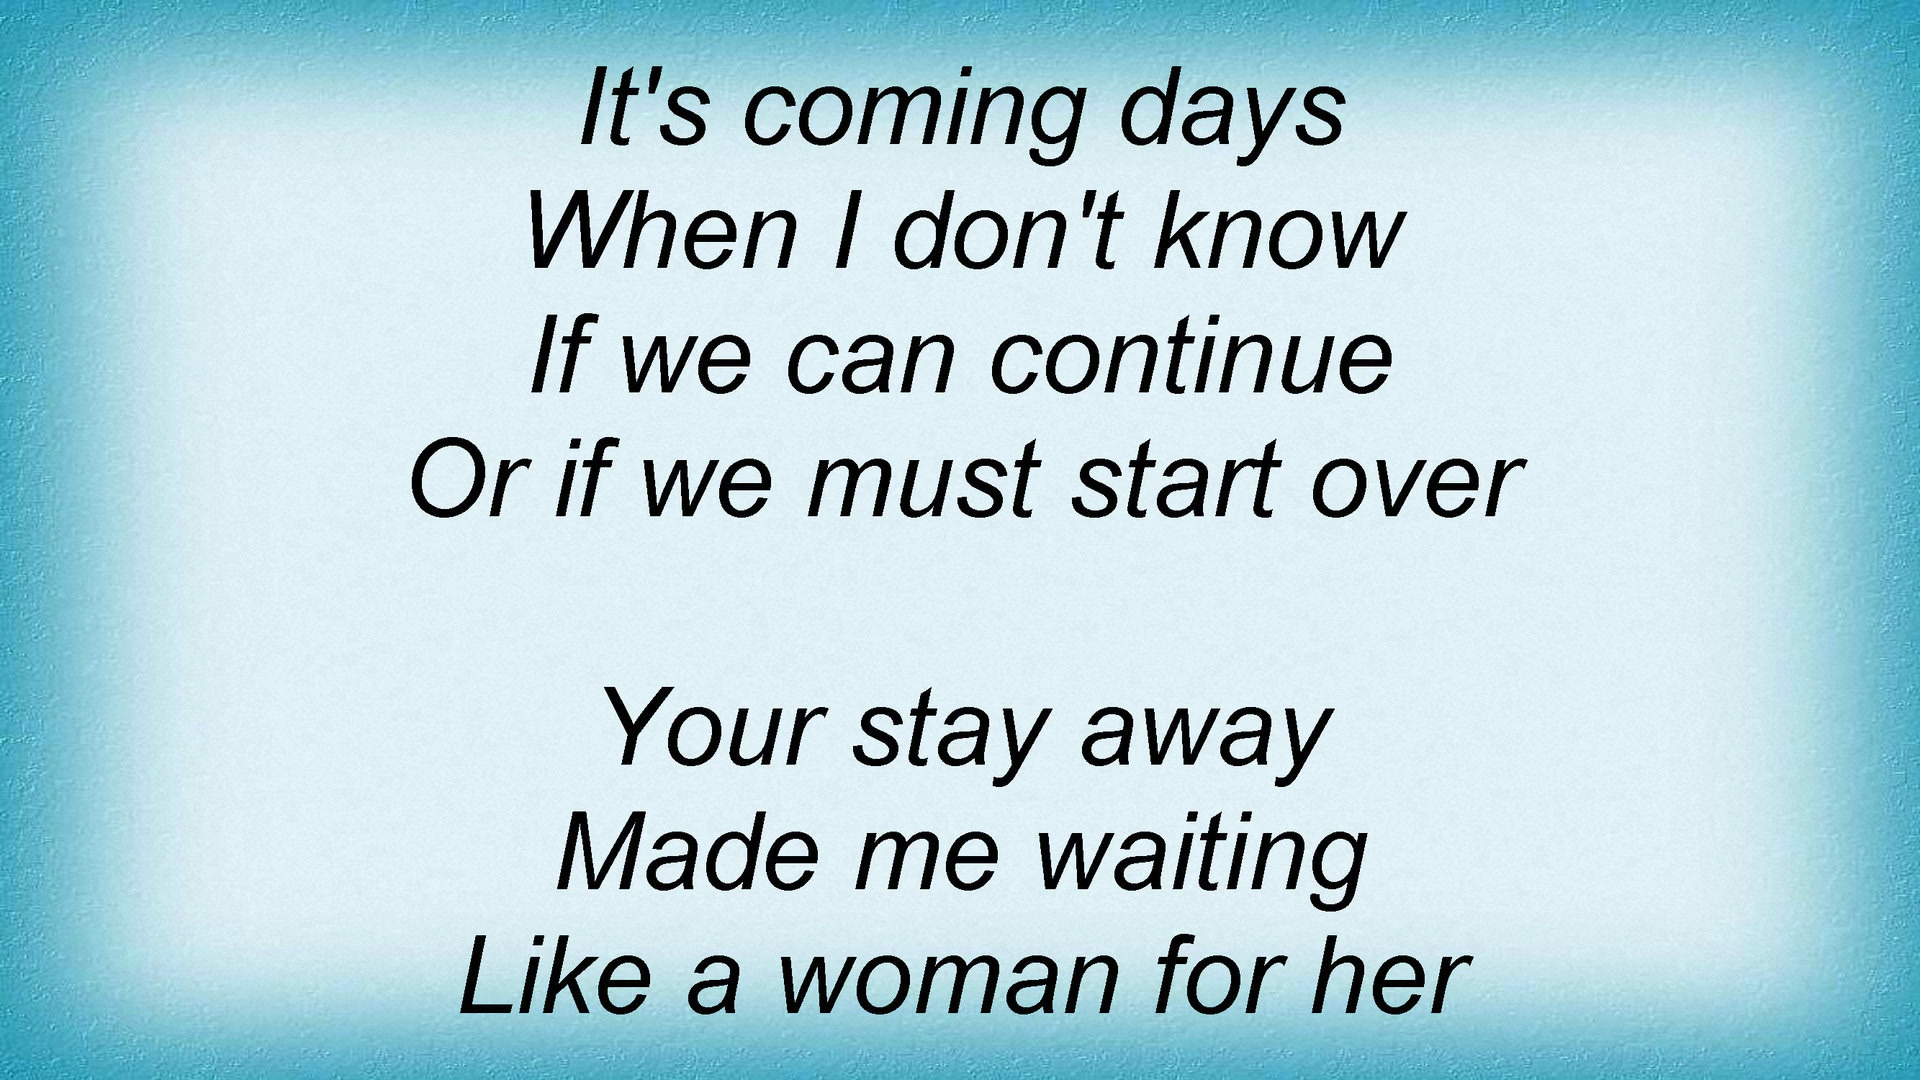 It's coming days
When I don't know
If we can continue
Or if we must start over
Your stay away
Made me waiting
Like a woman for her